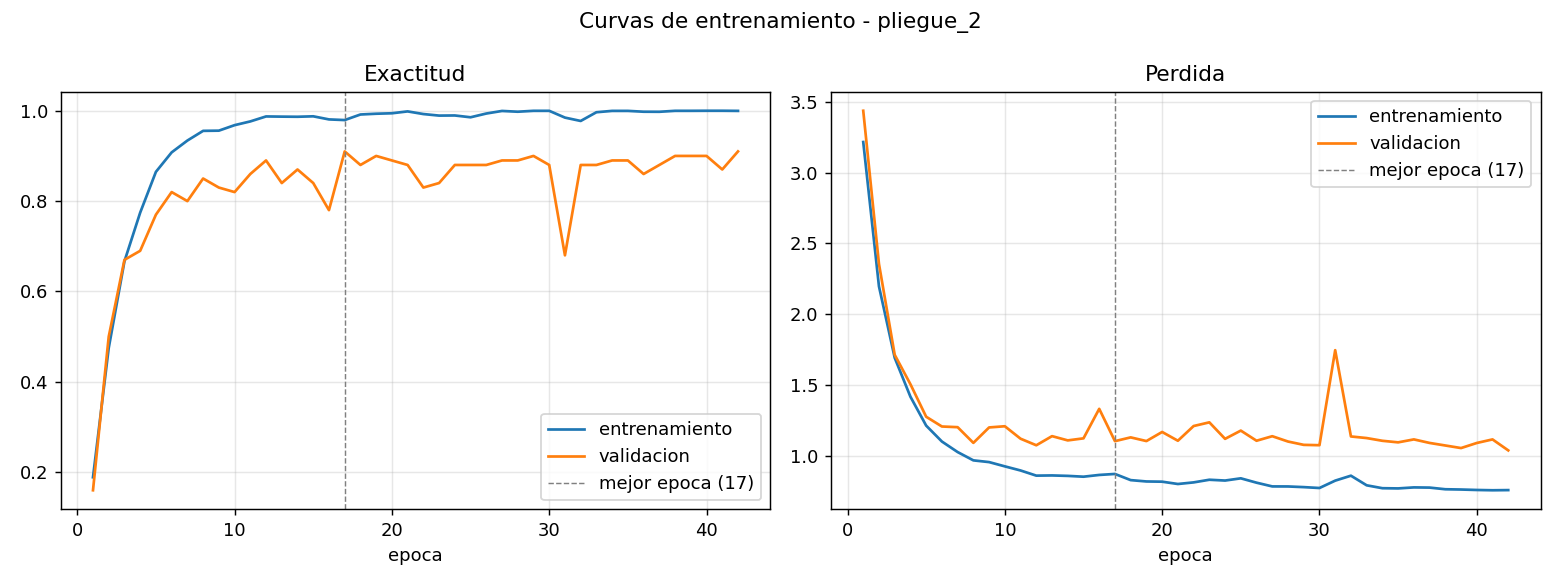 Curvas de entrenamiento - pliegue_2
Exactitud
1.0
0.8
0.6
0.4
0.2
0
10
20
30
40
epoca
entrenamiento
validacion
mejor epoca (17)
Perdida
3.5
3.0
2.5
2.0
1.5
1.0
0
10
20
30
40
epoca
entrenamiento
validacion
mejor epoca (17)